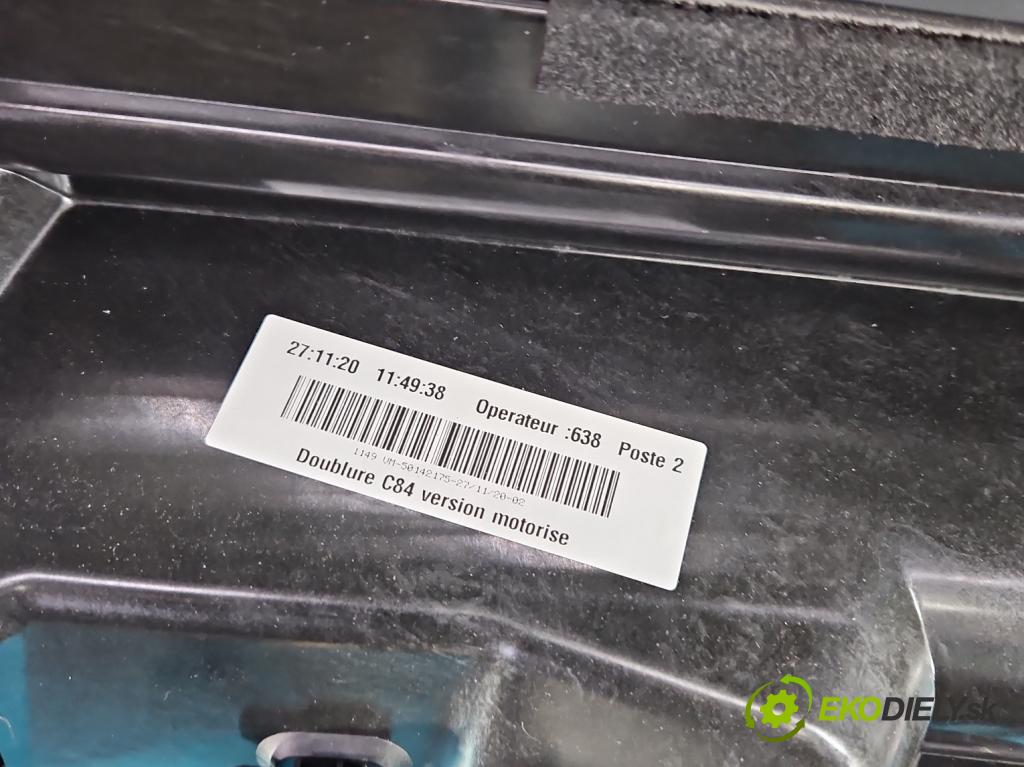 27:11:20 11:49:38 Operateur :638 Poste 2
1149 VM-50142175-27/11/20-02
Doublure C84 version motorise
EKODIELY.sk